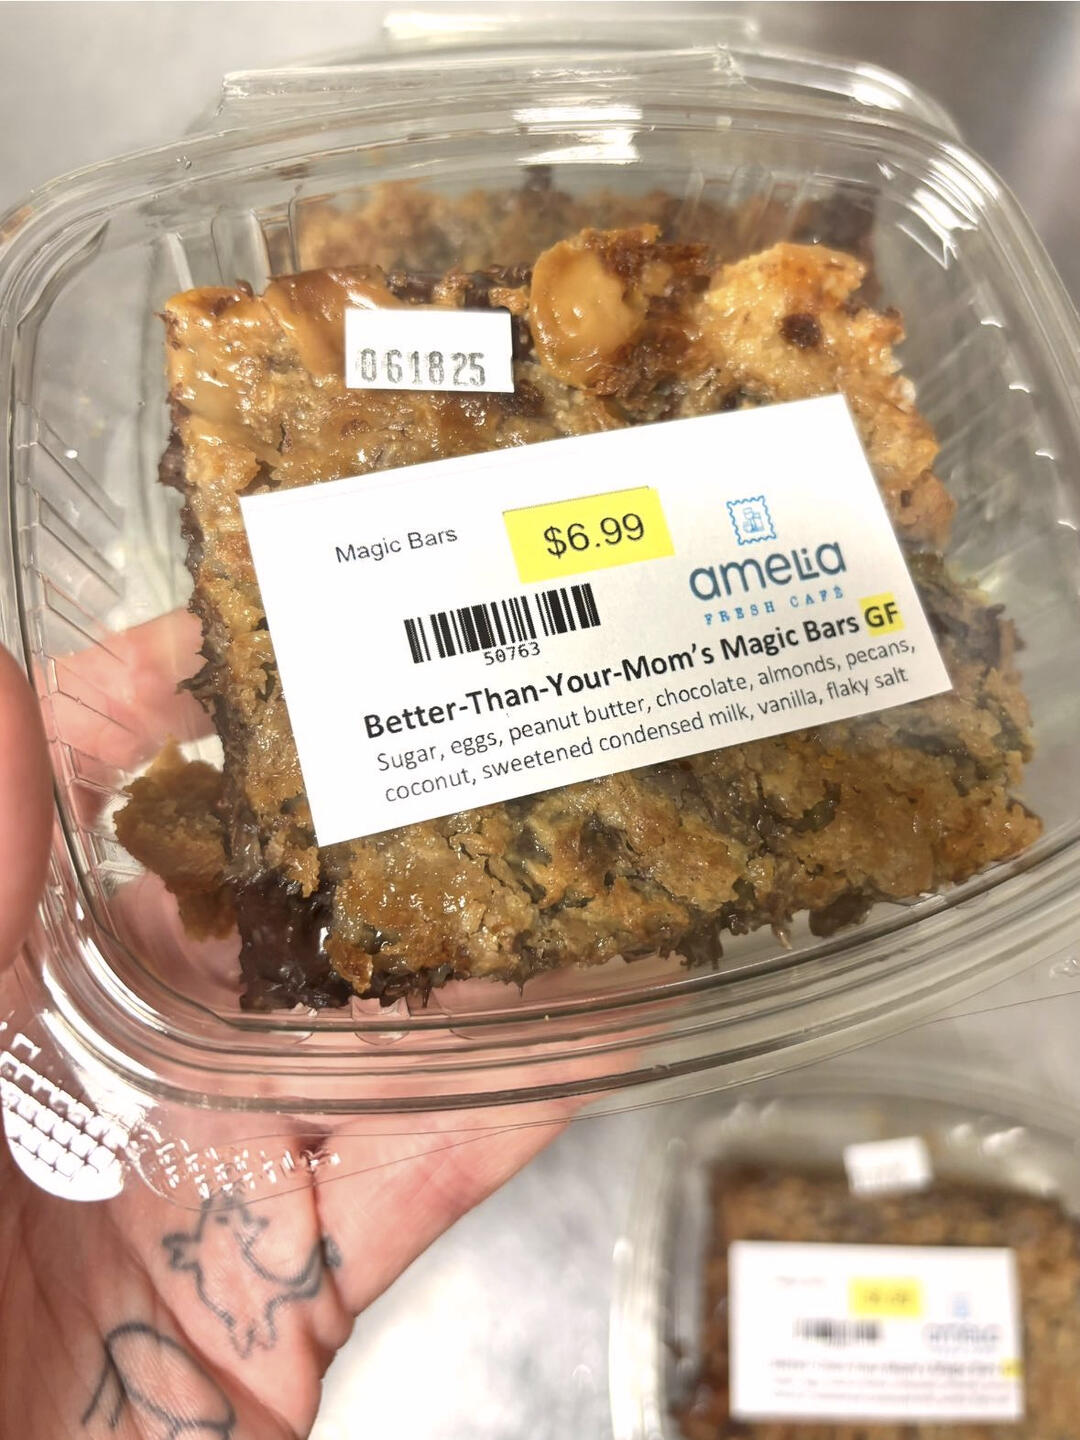 061825
Magic Bars
$6.99
50763
amelia
FRESH CAFÉ
Better-Than-Your-Mom's Magic Bars GF
Sugar, eggs, peanut butter, chocolate, almonds, pecans,
coconut, sweetened condensed milk, vanilla, flaky salt